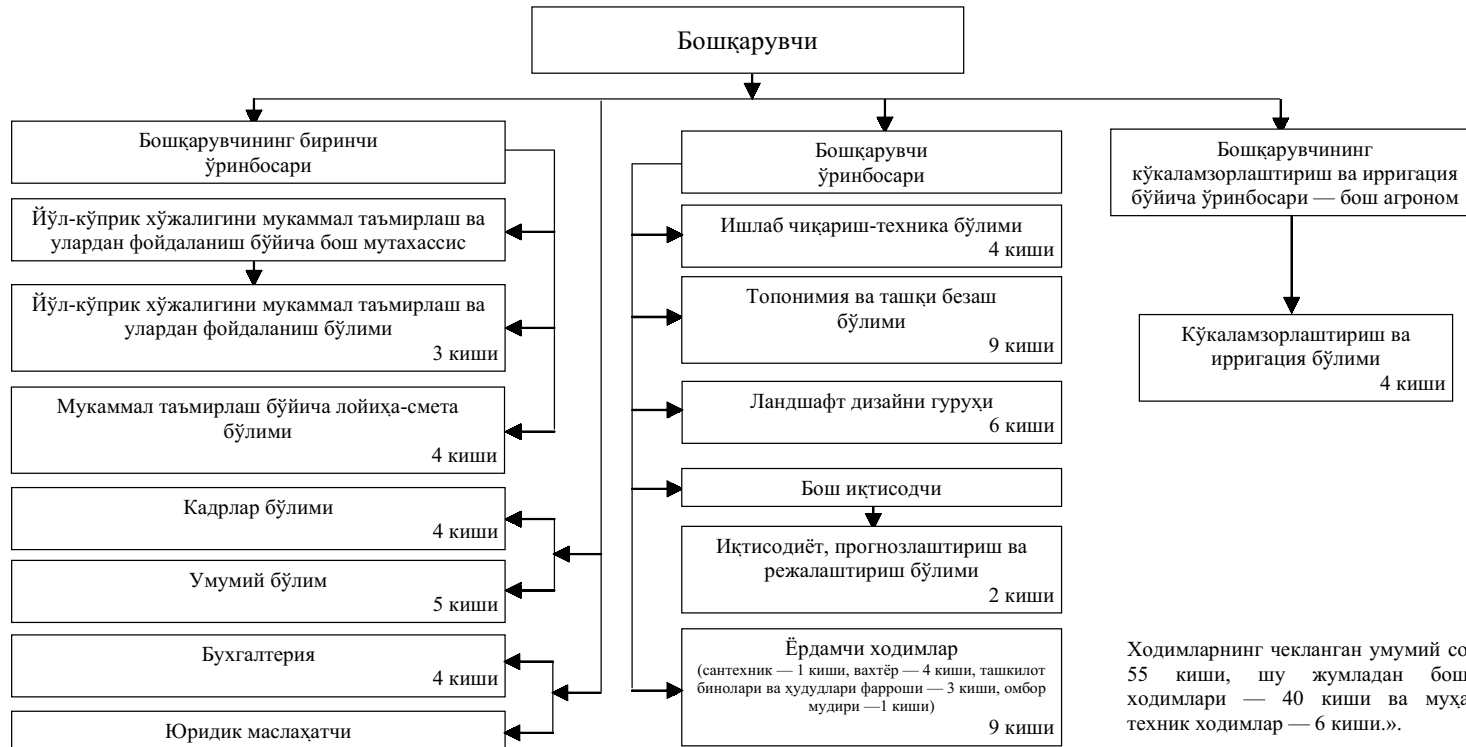 Бошқарувчи
Бошқарувчининг биринчи
ўринбосари
Йўл-кўприк хўжалигини мукаммал таъмирлаш ва
улардан фойдаланиш бўйича бош мутахассис
Йўл-кўприк хўжалигини мукаммал таъмирлаш ва
улардан фойдаланиш бўлими
3 киши
Мукаммал таъмирлаш бўйича лойиҳа-смета
бўлими
4 киши
Кадрлар бўлими
4 киши
Умумий бўлим
5 киши
Бухгалтерия
4 киши
Юридик маслаҳатчи
Бошқарувчи
ўринбосари
Ишлаб чиқариш-техника бўлими
4 киши
Топонимия ва ташқи безаш
бўлими
9 киши
Ландшафт дизайни гуруҳи
6 киши
Бош иқтисодчи
Иқтисодиёт, прогнозлаштириш ва
режалаштириш бўлими
2 киши
Ёрдамчи ходимлар
(сантехник — 1 киши, вахтёр — 4 киши, ташкилот
бинолари ва ҳудудлари фарроши — 3 киши, омбор
мудири —1 киши)
9 киши
Бошқарувчининг
кўкаламзорлаштириш ва ирригация
бўйича ўринбосари — бош агроном
Кўкаламзорлаштириш ва
ирригация бўлими
4 киши
Ходимларнинг чекланган умумий со
55 киши, шу жумладан бош
ходимлари — 40 киши ва муҳа
техник ходимлар — 6 киши.».